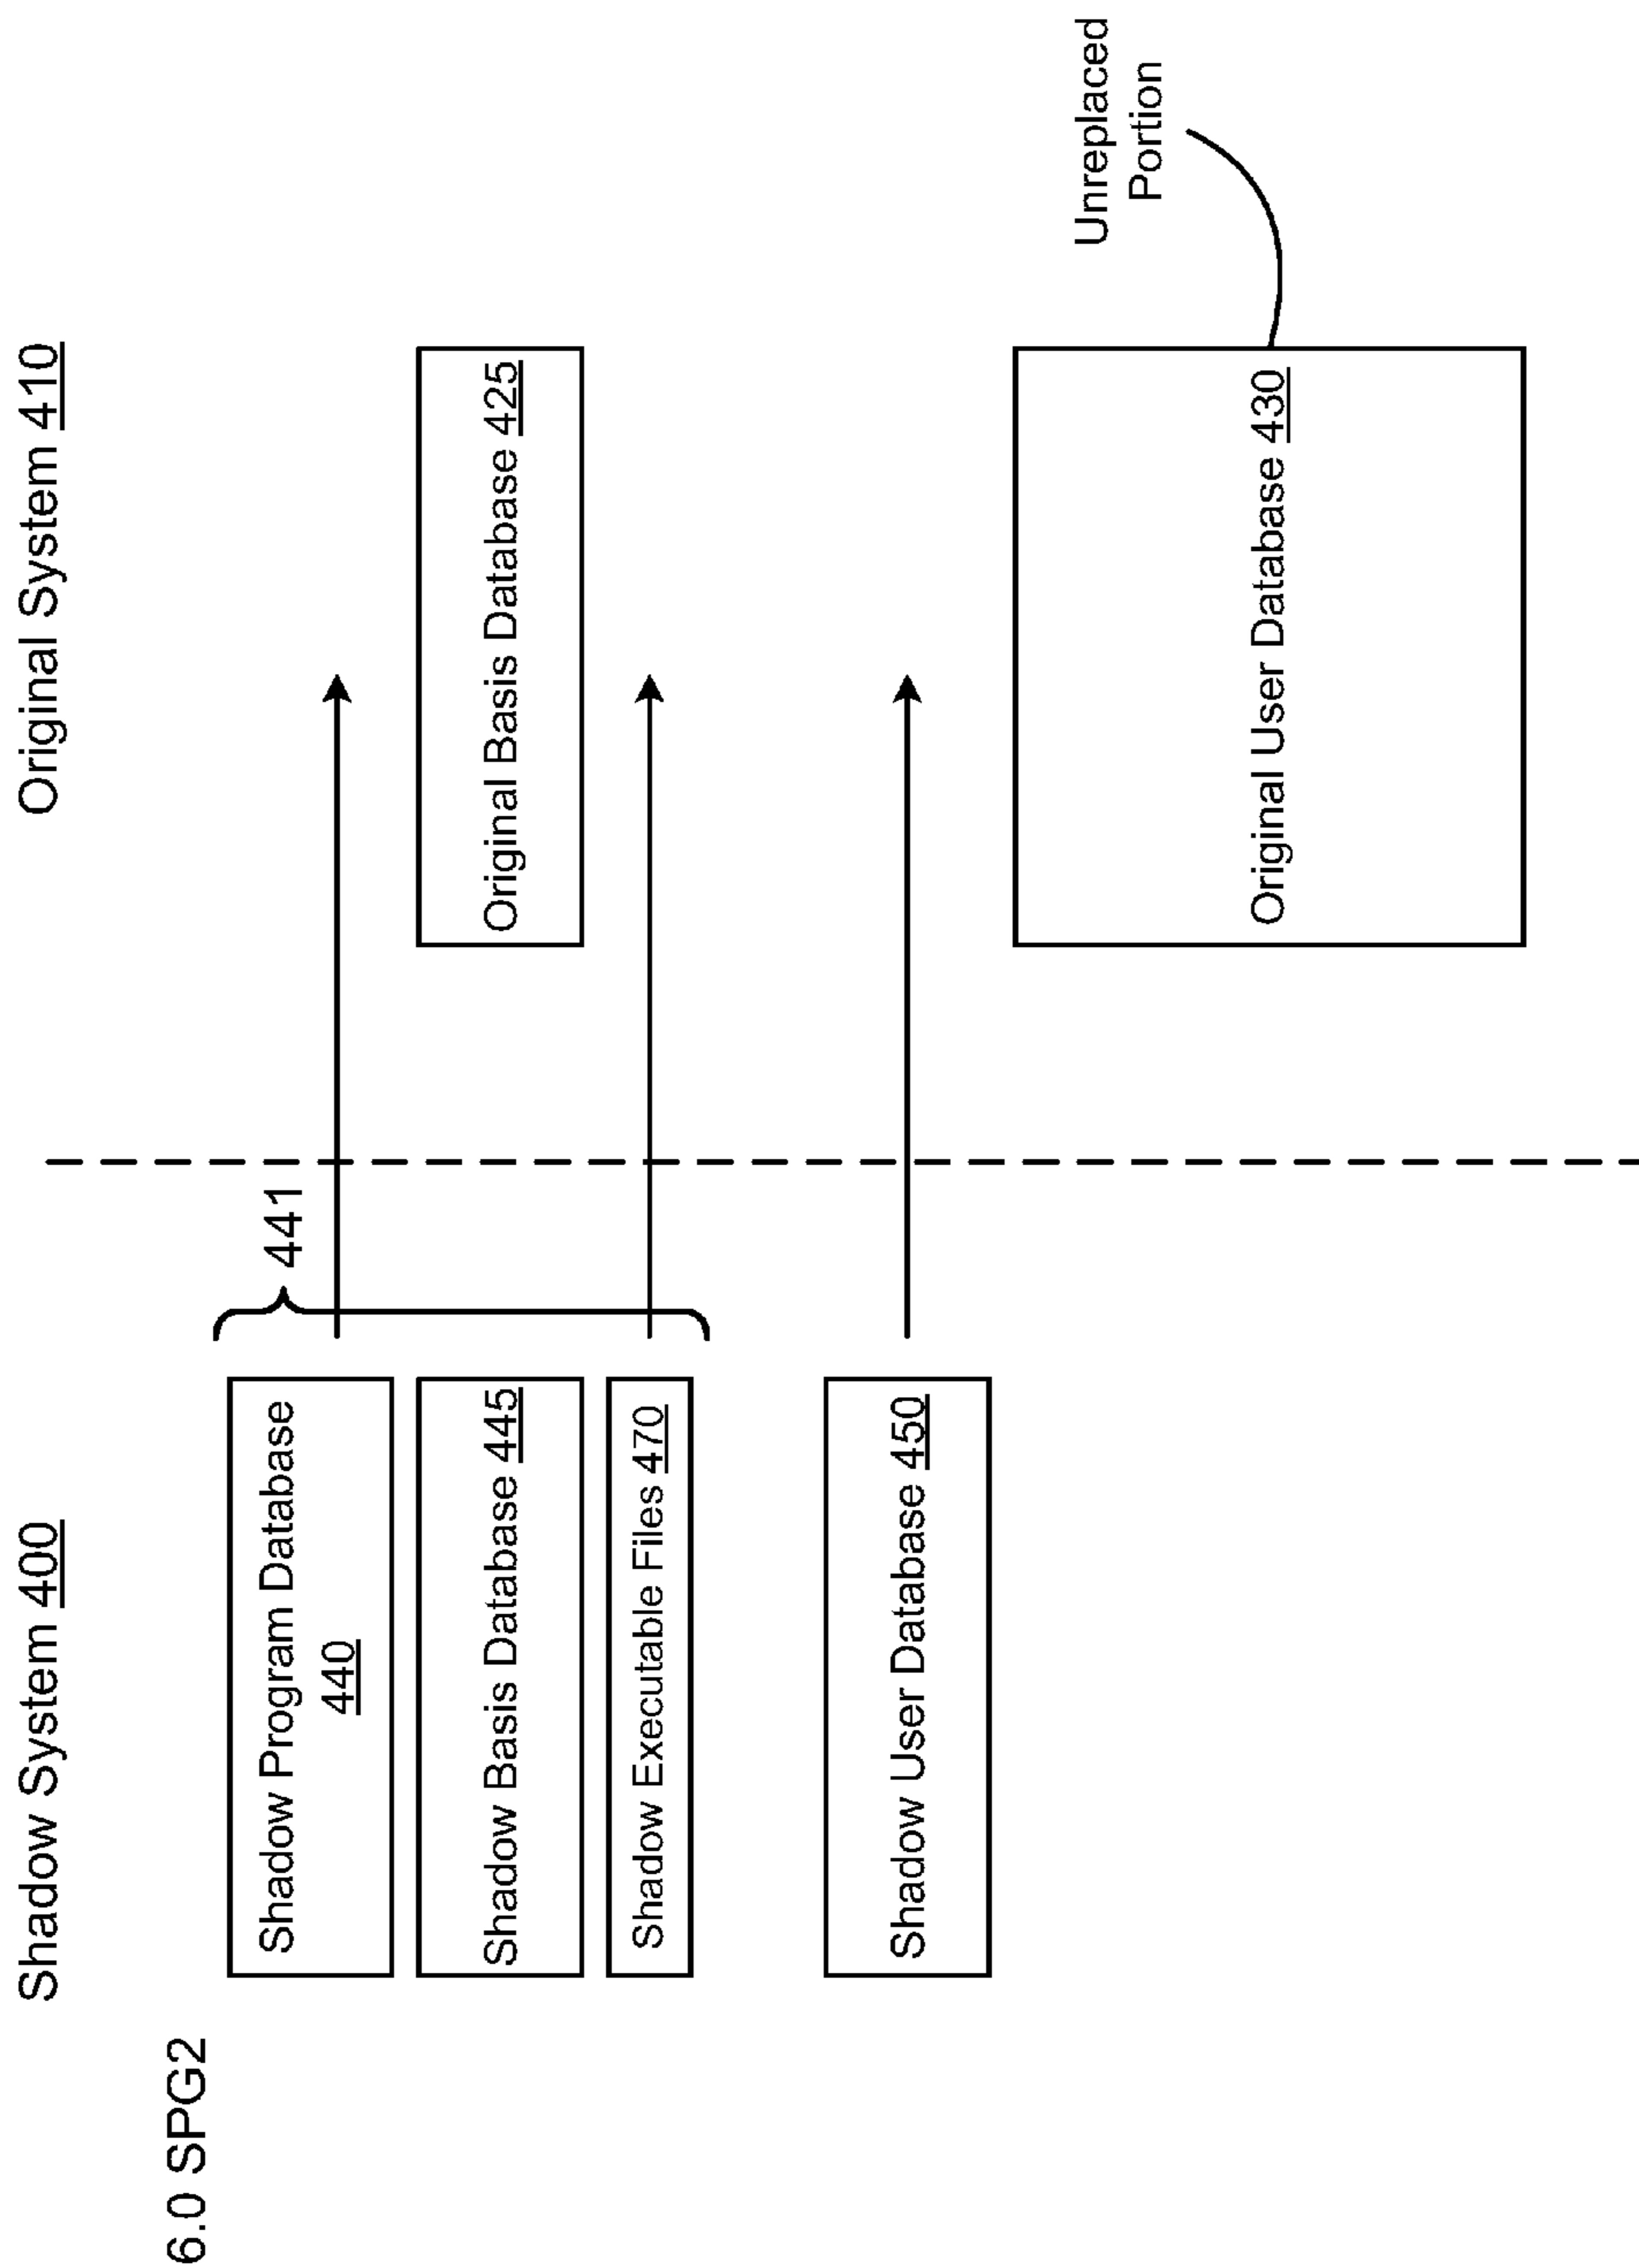 Shadow System 400
Original System 410
6.0 SPG2
441
Shadow Program Database
440
Shadow Basis Database 445
Original Basis Database 425
Shadow Executable Files 470
Shadow User Database 450
Original User Database 430
Unreplaced
Portion